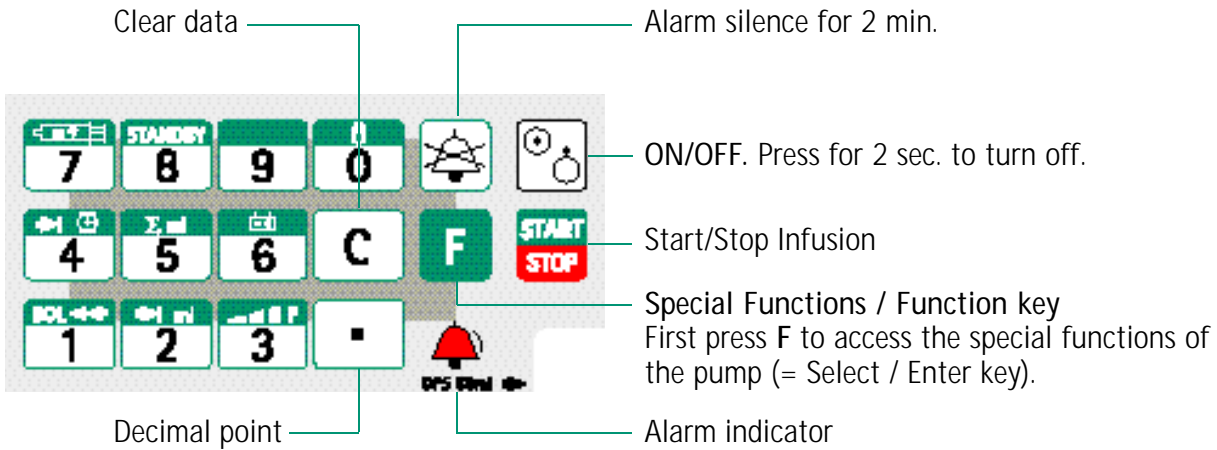 Clear data
Alarm silence for 2 min.
STANDBY
7 8 9 0
ON/OFF. Press for 2 sec. to turn off.
Σ ml
4 5 6 C F
START
STOP
Start/Stop Infusion
Special Functions / Function key
First press F to access the special functions of
the pump (= Select / Enter key).
BOL ml P
1 2 3 .
Decimal point
Alarm indicator